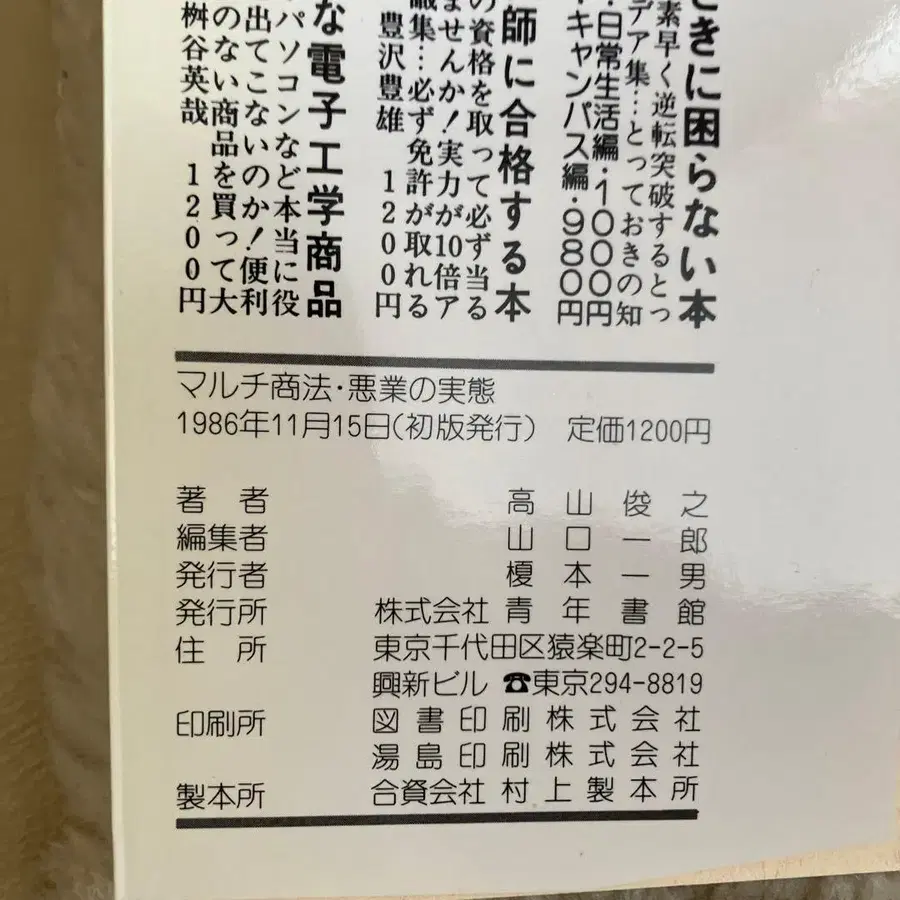 ときに困らない本
素早く逆転突破するとっ
デア集…とっておきの知
・日常生活編・1000円
キャンパス編・980円
師に合格する本
の資格を取って必ず当る
ませんか!実力が10倍ア
識集…必ず免許が取れる
豊沢豊雄 1200円
な電子工学商品
パソコンなど本当に役
出てこないのか!便利
のない商品を買って大
桝谷英哉 1200円
マルチ商法・悪業の実態
1986年11月15日(初版発行) 定価1200円
著者 高山俊之
編集者 山口一郎
発行者 榎本一男
発行所 株式会社青年書館
住所 東京千代田区猿楽町2-2-5
興新ビル ☎東京294-8819
印刷所 図書印刷株式会社
湯島印刷株式会社
製本所 合資会社村上製本所